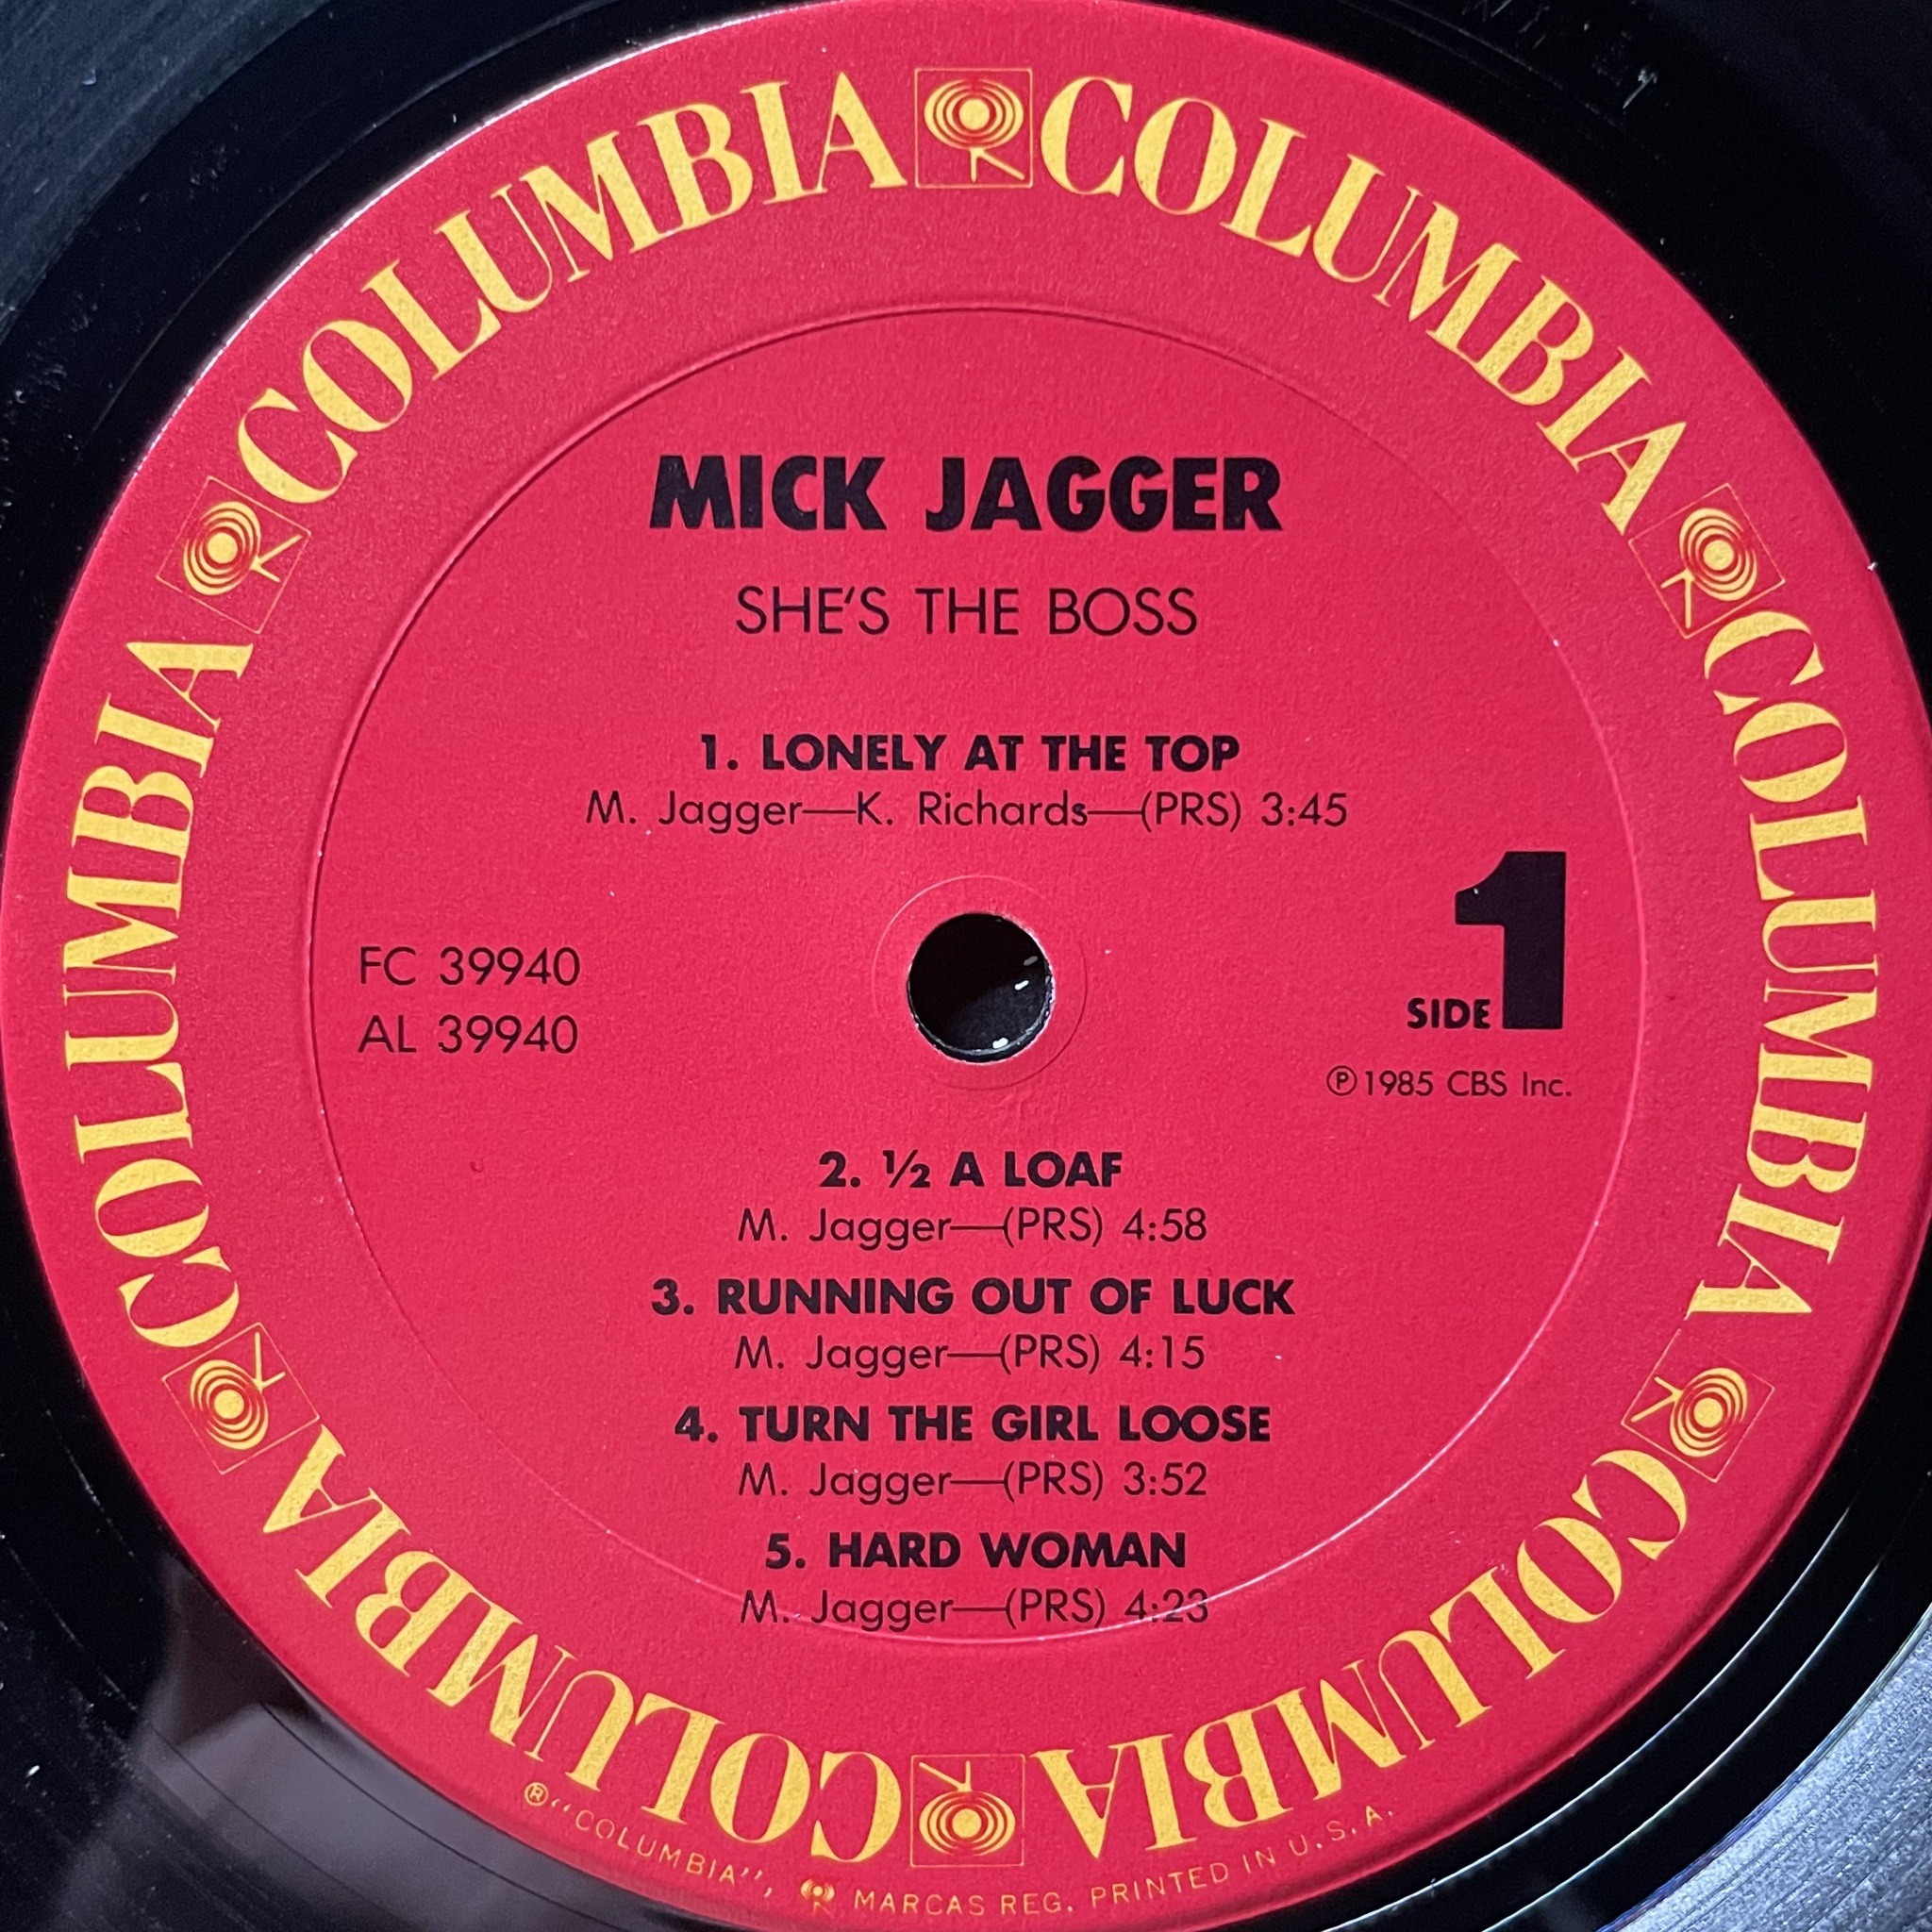 COLUMBIA COLUMBIA COLUMBIA COLUMBIA COLUMBIA COLUMBIA
MICK JAGGER
SHE'S THE BOSS
1. LONELY AT THE TOP
M. Jagger—K. Richards—(PRS) 3:45
FC 39940
AL 39940
SIDE 1
Ⓟ1985 CBS Inc.
2. ½ A LOAF
M. Jagger—(PRS) 4:58
3. RUNNING OUT OF LUCK
M. Jagger—(PRS) 4:15
4. TURN THE GIRL LOOSE
M. Jagger—(PRS) 3:52
5. HARD WOMAN
M. Jagger—(PRS) 4:23
®"COLUMBIA", MARCAS REG. PRINTED IN U.S.A.